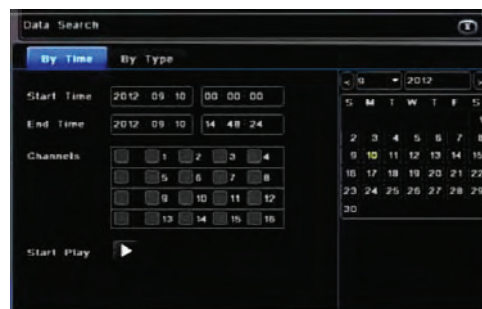 Data Search
By Time By Type
Start Time 2012 09 10 00 00 00
End Time 2012 09 10 14 48 24
Channels 1 2 3 4
5 6 7 8
9 10 11 12
13 14 15 16
Start Play
< 9 2012
S M T W T F S
1
2 3 4 5 6 7 8
9 10 11 12 13 14 15
16 17 18 19 20 21 22
23 24 25 26 27 28 29
30